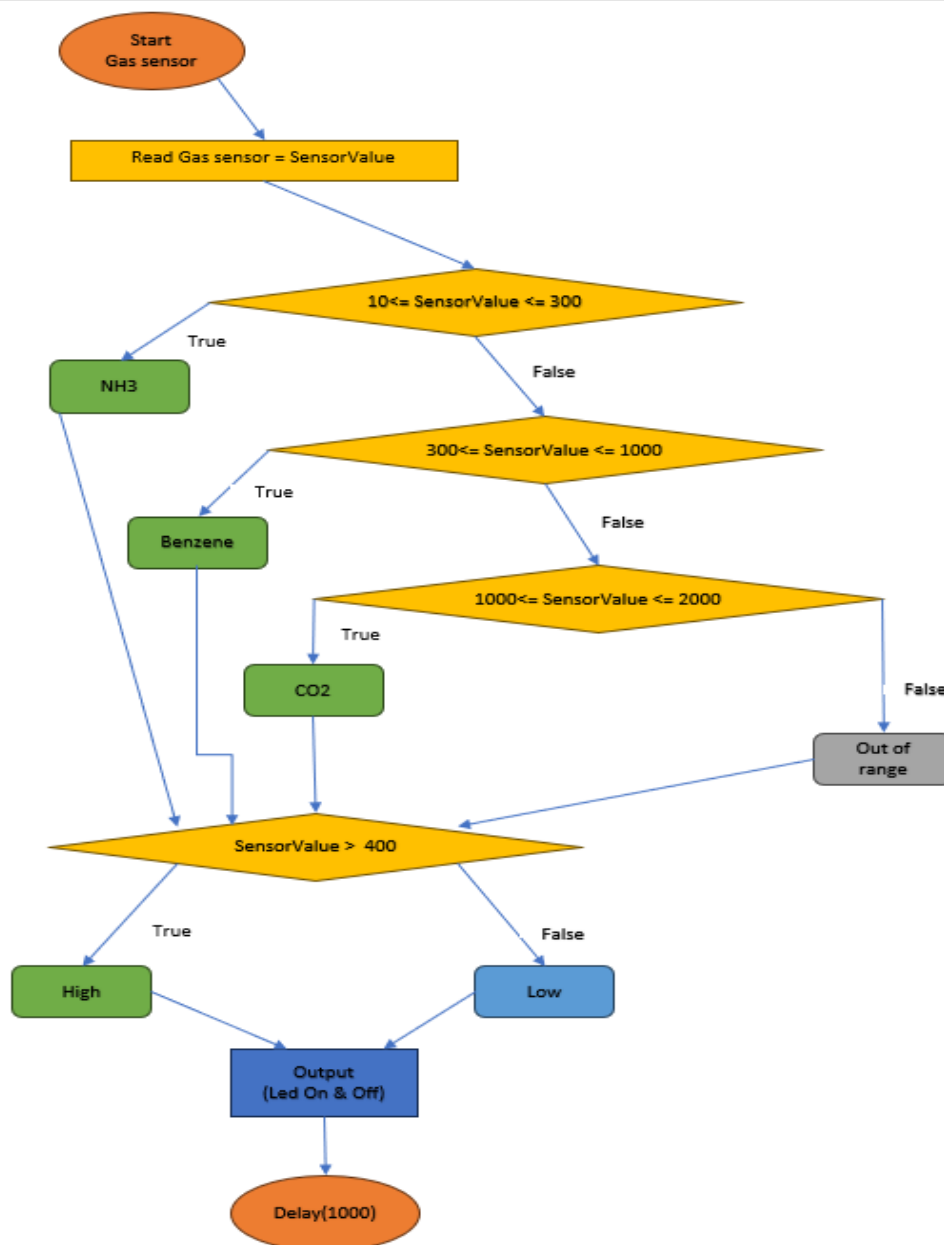 Start
Gas sensor
Read Gas sensor = SensorValue
10<= SensorValue <= 300
True
NH3
False
300<= SensorValue <= 1000
True
Benzene
False
1000<= SensorValue <= 2000
True
CO2
False
Out of
range
SensorValue > 400
True
False
High
Low
Output
(Led On & Off)
Delay(1000)